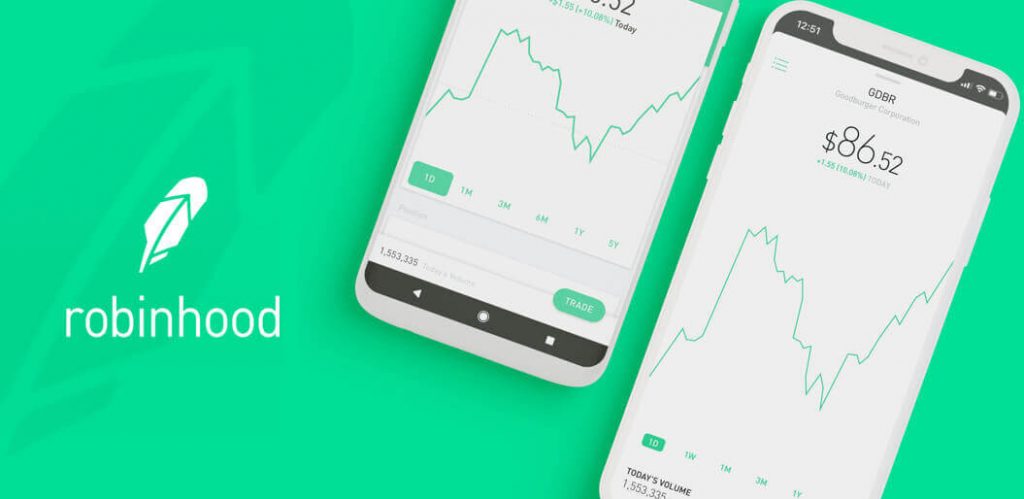 robinhood
+$1.55 (+10.08%) Today
1D 1M 3M 6M 1Y 5Y
Position
1,553,335 Today's Volume
TRADE
12:51
GDBR
Goodburger Corporation
$86.52
+1.55 (10.08%) TODAY
1D 1W 1M 3M 1Y
TODAY'S VOLUME
1,553,335